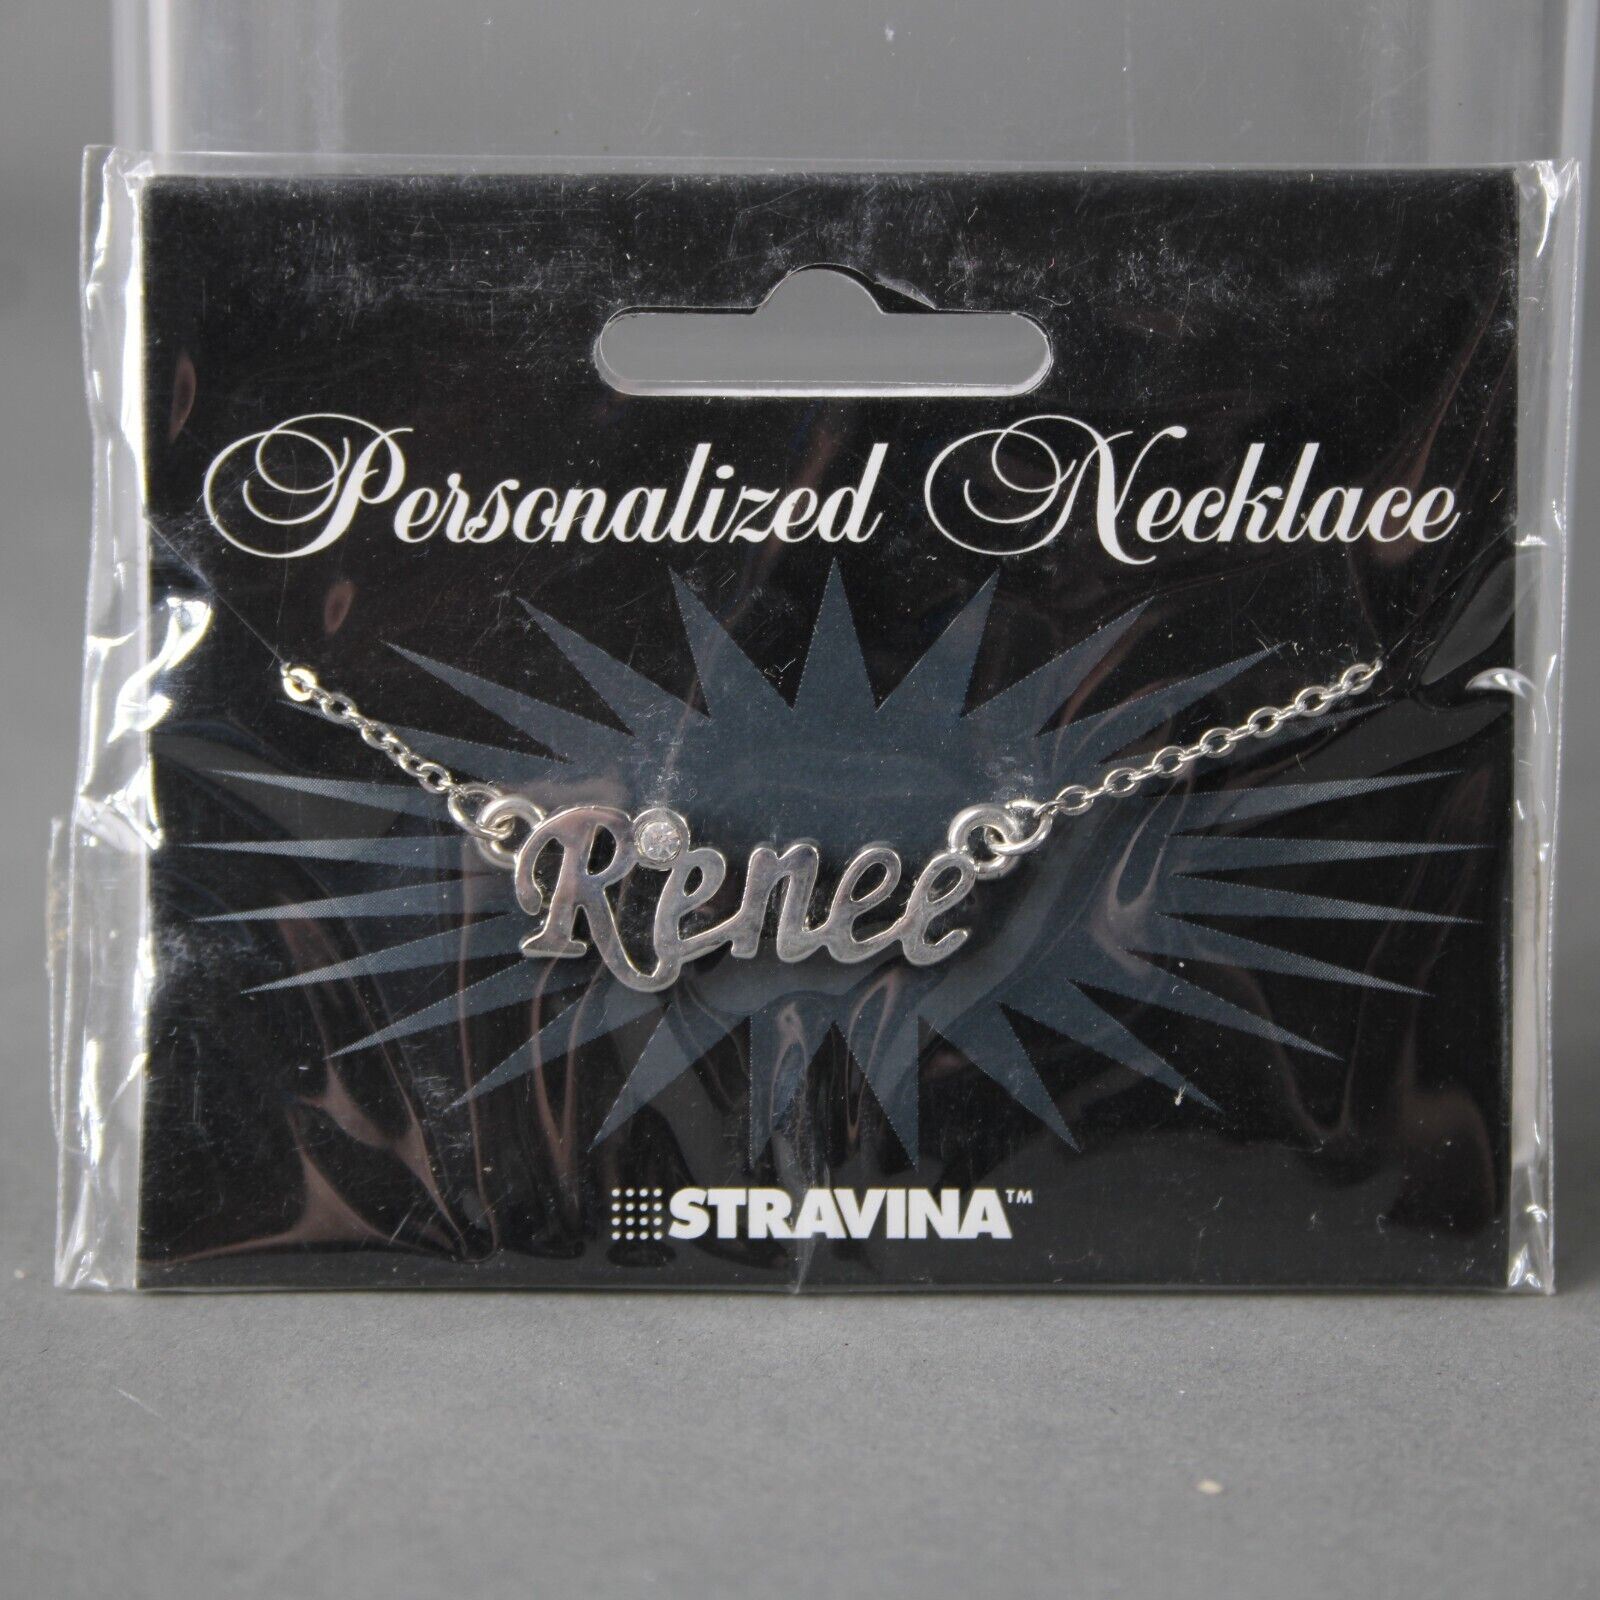 Personalized Necklace
Renee
STRAVINA™